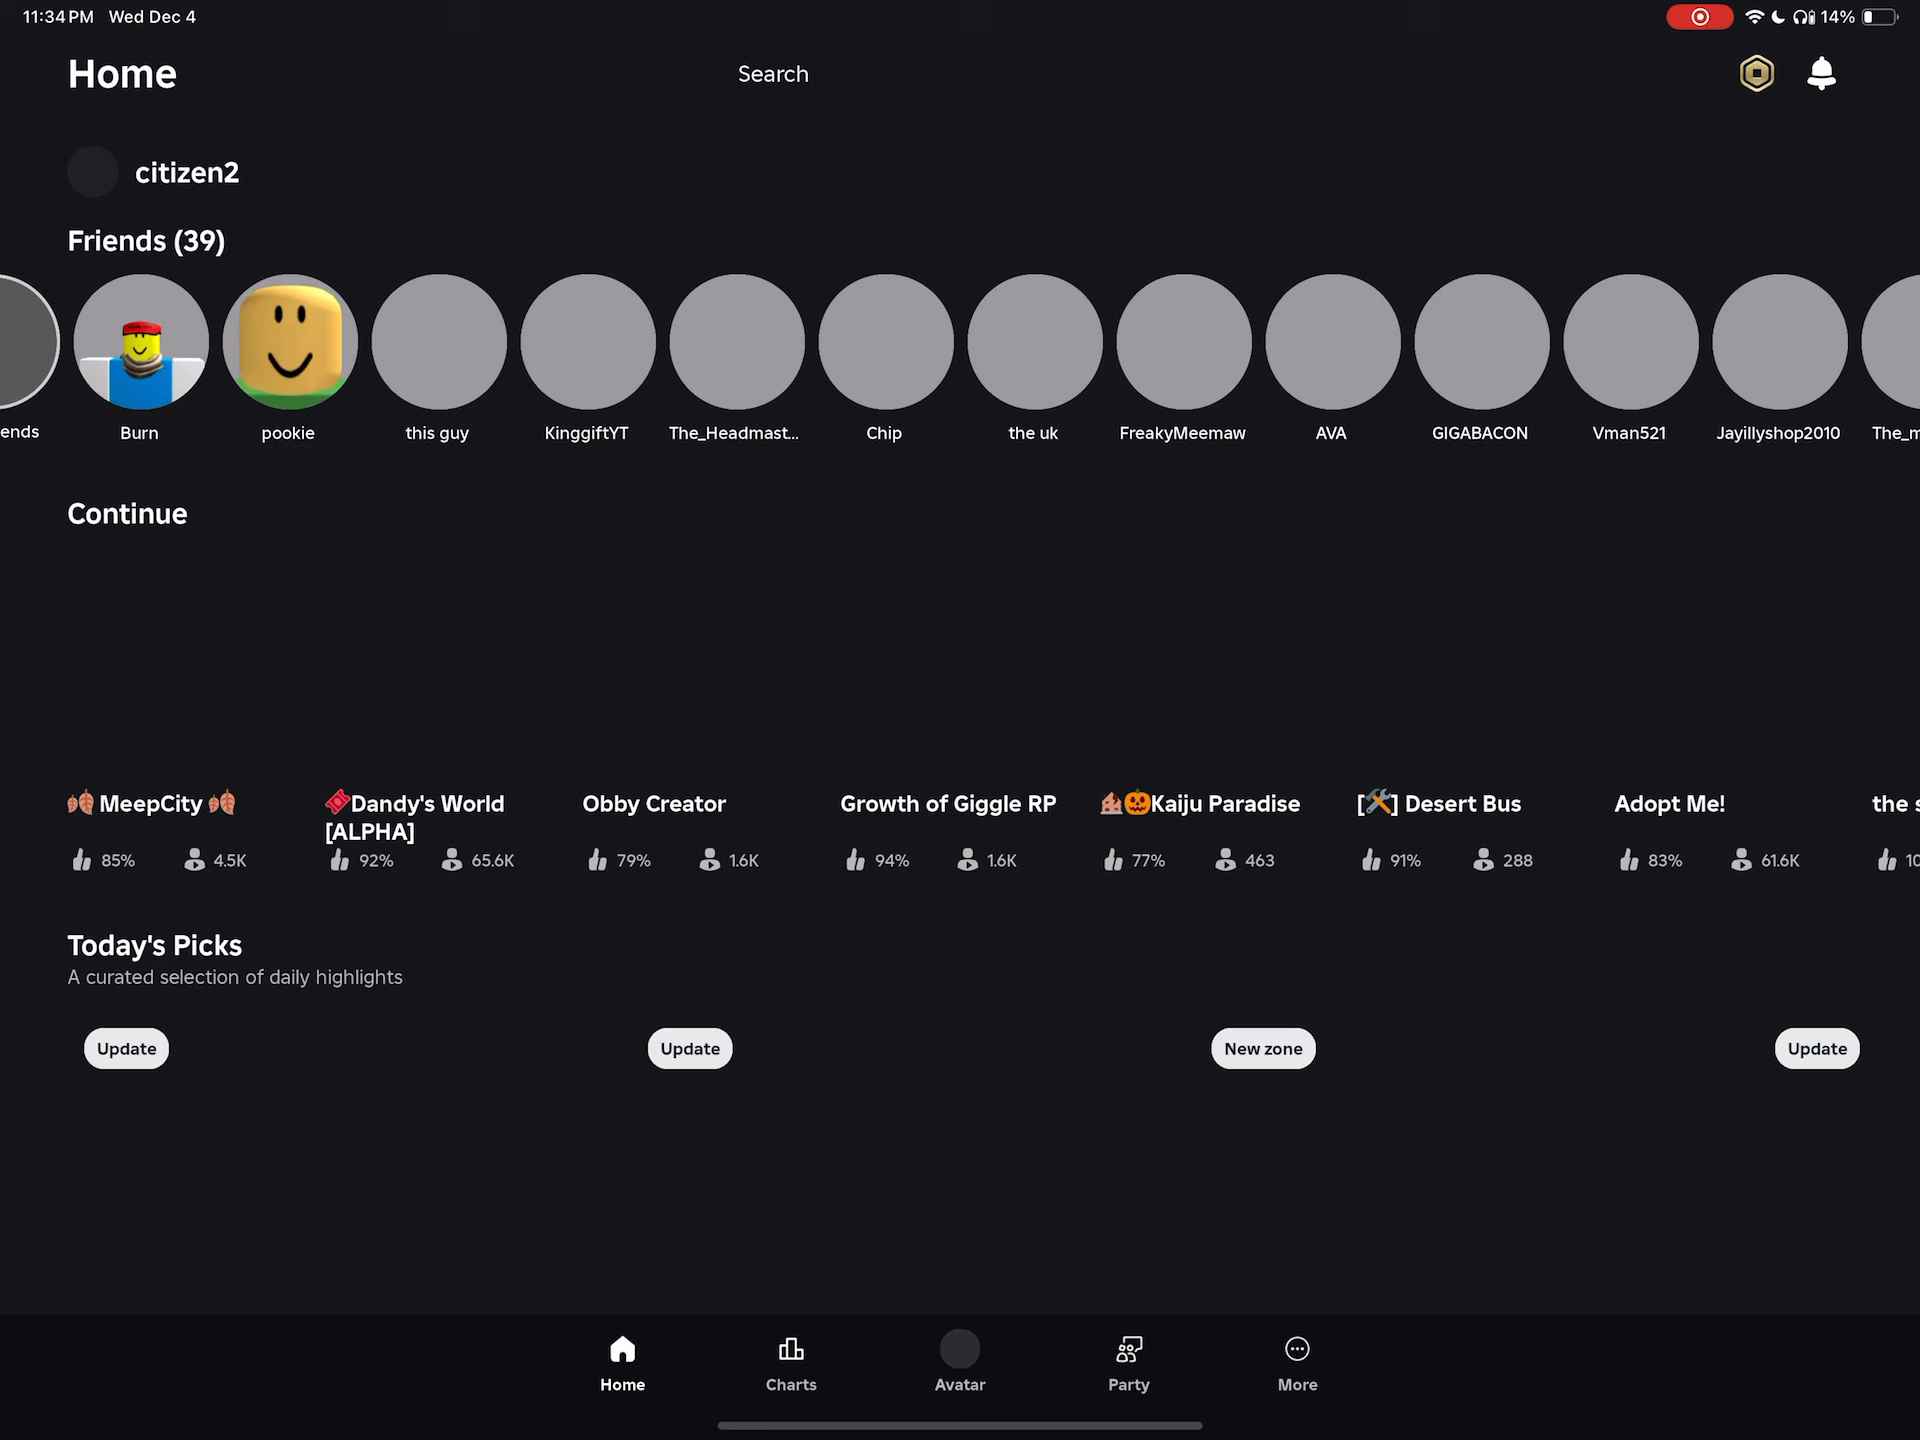 11:34 PM Wed Dec 4 14%
Home Search
citizen2
Friends (39)
ends Burn pookie this guy KinggiftYT The_Headmast... Chip the uk FreakyMeemaw AVA GIGABACON Vman521 Jayillyshop2010 The_m
Continue
MeepCity Dandy's World Obby Creator Growth of Giggle RP Kaiju Paradise [🛠] Desert Bus Adopt Me! the s
[ALPHA]
85% 4.5K 92% 65.6K 79% 1.6K 94% 1.6K 77% 463 91% 288 83% 61.6K 10
Today's Picks
A curated selection of daily highlights
Update Update New zone Update
Home Charts Avatar Party More